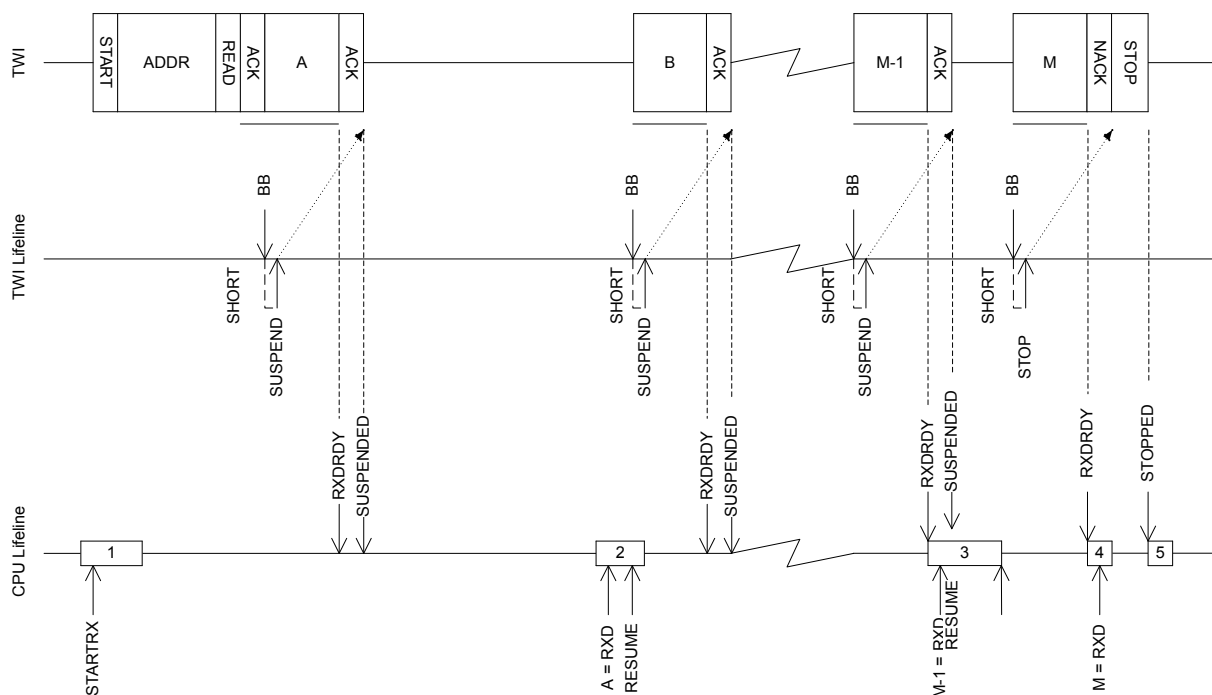 TWI
START
ADDR
READ
ACK
A
ACK
B
ACK
M-1
ACK
M
NACK
STOP
TWI Lifeline
BB
SHORT
SUSPEND
BB
SHORT
SUSPEND
BB
SHORT
SUSPEND
BB
SHORT
STOP
CPU Lifeline
RXDRDY
SUSPENDED
RXDRDY
SUSPENDED
RXDRDY
SUSPENDED
RXDRDY
STOPPED
1
2
3
4
5
STARTRX
A = RXD
RESUME
M-1 = RXD
RESUME
M = RXD